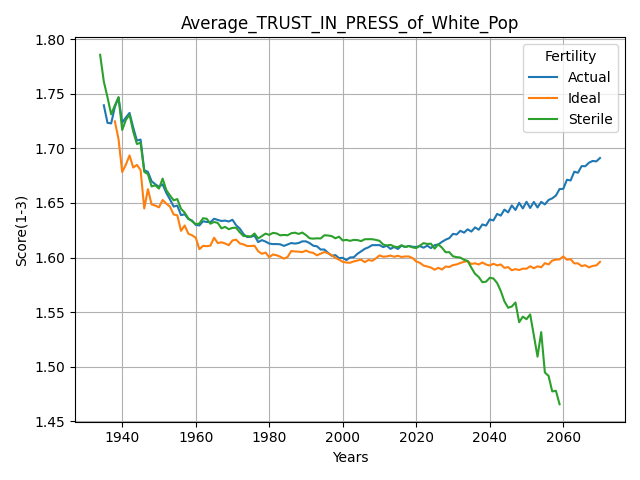 Average_TRUST_IN_PRESS_of_White_Pop
Fertility
Actual
Ideal
Sterile
Score(1-3)
1.80
1.75
1.70
1.65
1.60
1.55
1.50
1.45
1940 1960 1980 2000 2020 2040 2060
Years